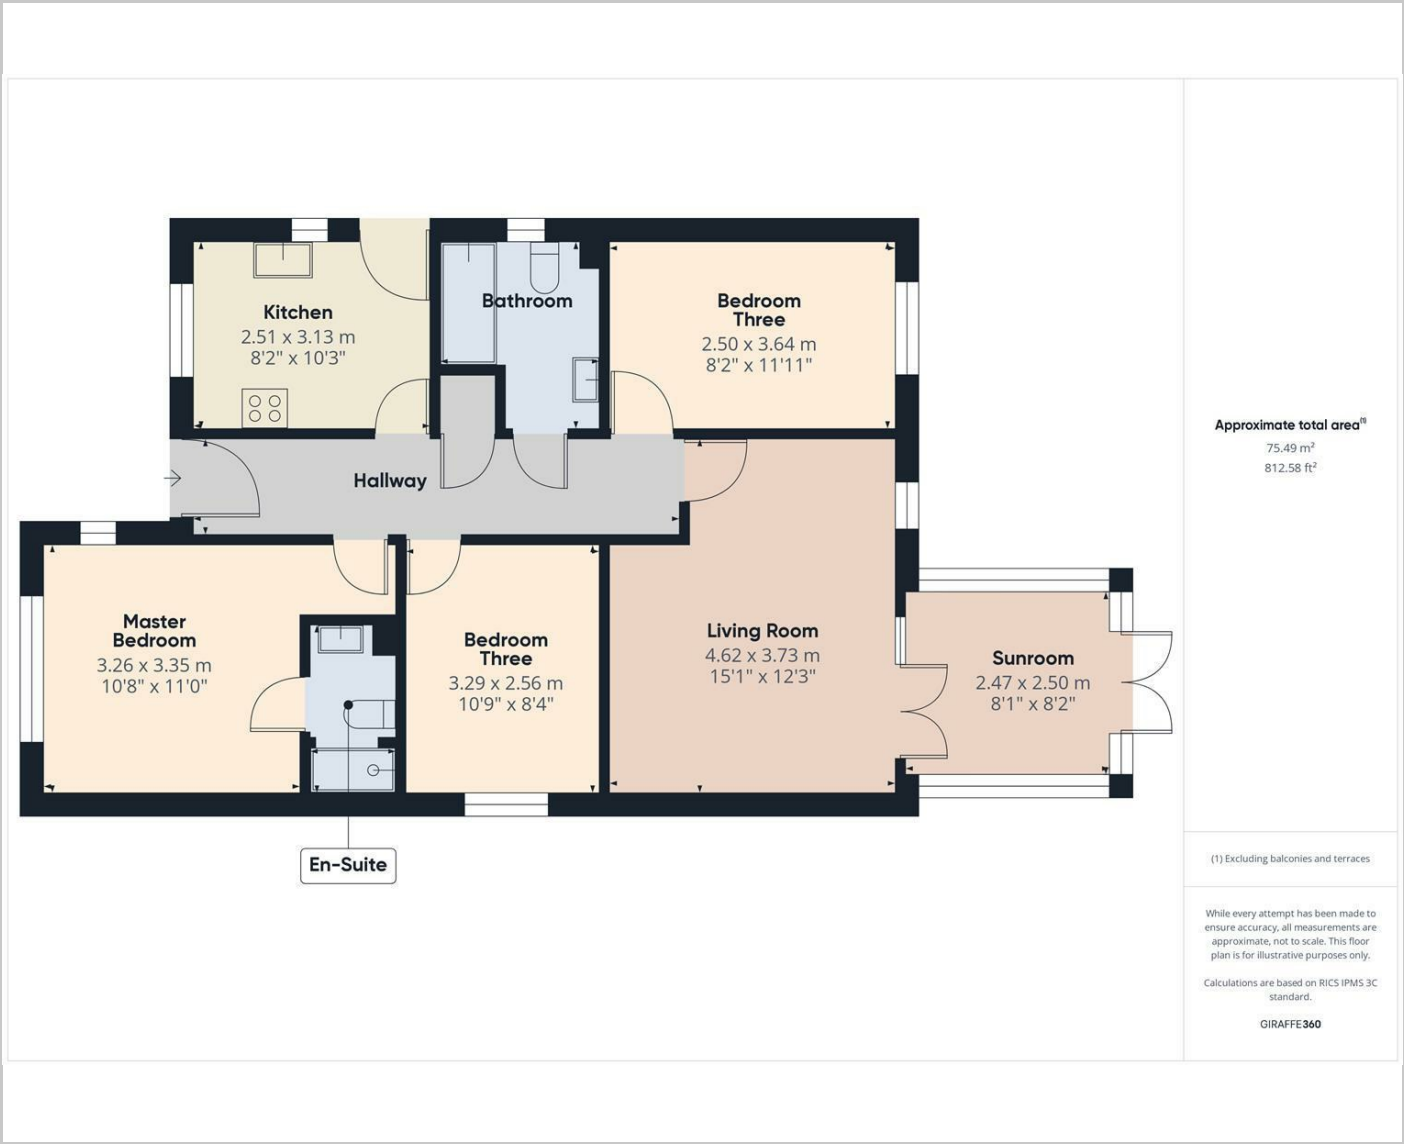 Kitchen
2.51 x 3.13 m
8'2" x 10'3"
Bathroom
Bedroom
Three
2.50 x 3.64 m
8'2" x 11'11"
Hallway
Master
Bedroom
3.26 x 3.35 m
10'8" x 11'0"
Bedroom
Three
3.29 x 2.56 m
10'9" x 8'4"
Living Room
4.62 x 3.73 m
15'1" x 12'3"
Sunroom
2.47 x 2.50 m
8'1" x 8'2"
En-Suite
Approximate total area(1)
75.49 m²
812.58 ft²
(1) Excluding balconies and terraces
While every attempt has been made to
ensure accuracy, all measurements are
approximate, not to scale. This floor
plan is for illustrative purposes only.
Calculations are based on RICS IPMS 3C
standard.
GIRAFFE360